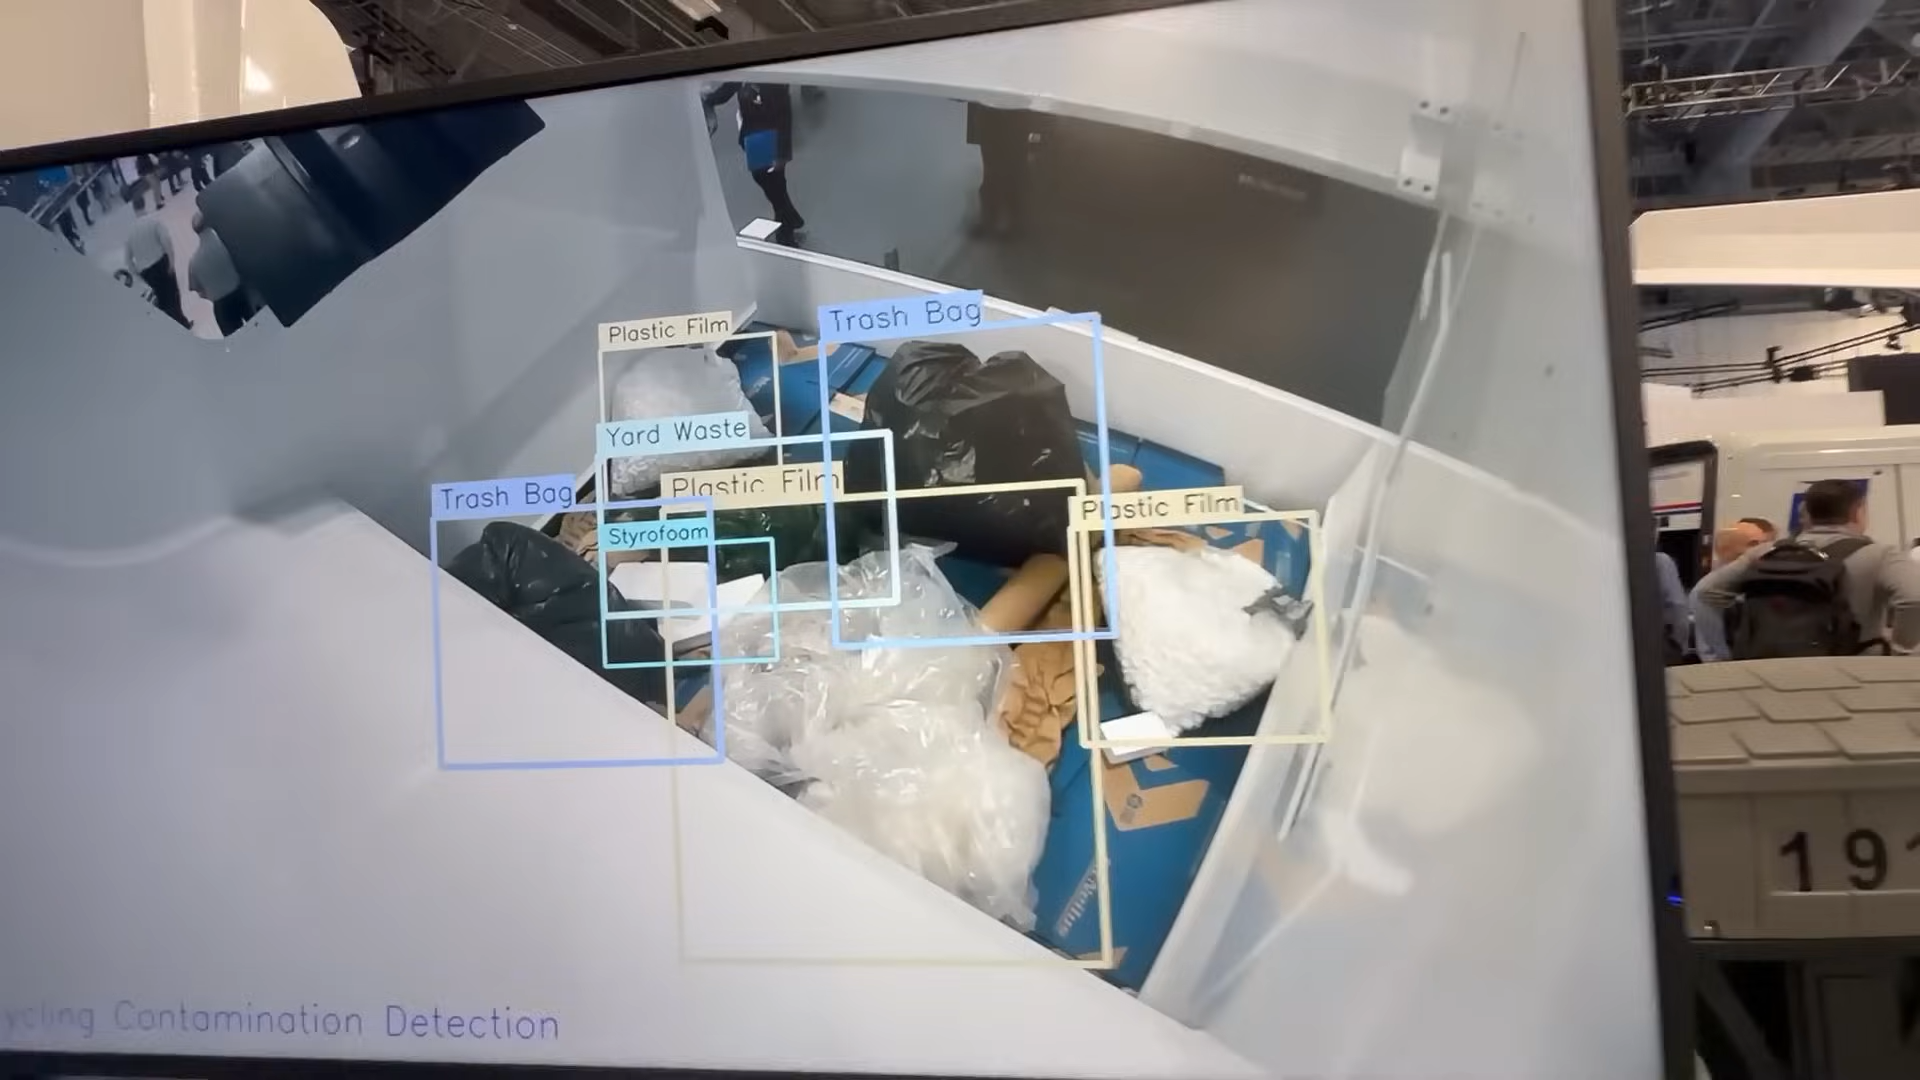 Plastic Film
Trash Bag
Yard Waste
Plastic Film
Trash Bag
Plastic Film
Styrofoam
ycling Contamination Detection
191